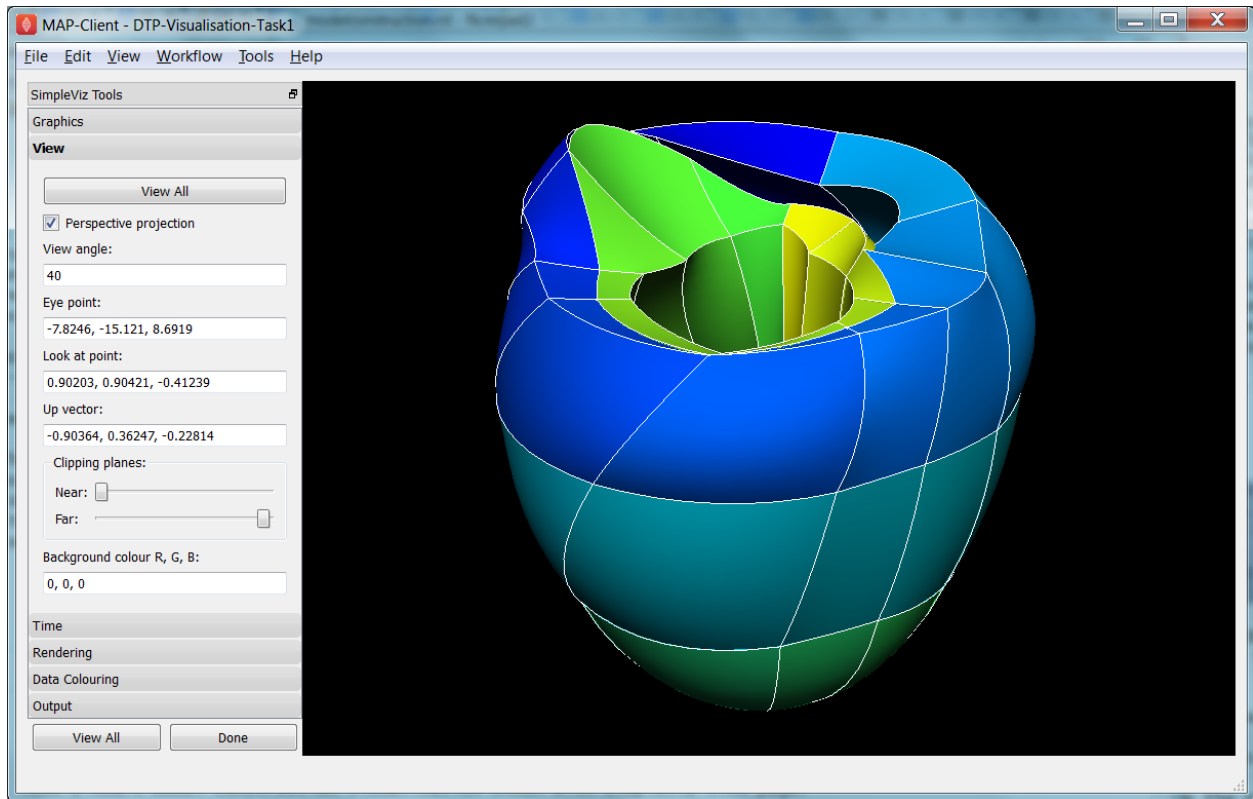 MAP-Client - DTP-Visualisation-Task1
File Edit View Workflow Tools Help
SimpleViz Tools
Graphics
View
View All
Perspective projection
View angle:
40
Eye point:
-7.8246, -15.121, 8.6919
Look at point:
0.90203, 0.90421, -0.41239
Up vector:
-0.90364, 0.36247, -0.22814
Clipping planes:
Near:
Far:
Background colour R, G, B:
0, 0, 0
Time
Rendering
Data Colouring
Output
View All Done